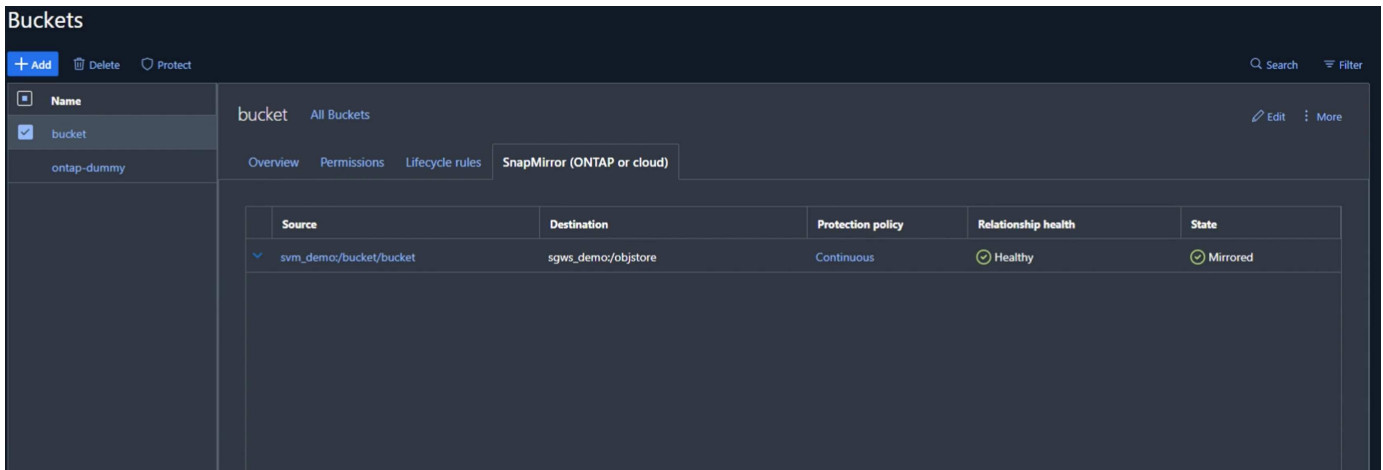 Buckets
+ Add Delete Protect Search Filter
Name
bucket
ontap-dummy
bucket All Buckets Edit More
Overview Permissions Lifecycle rules SnapMirror (ONTAP or cloud)
Source Destination Protection policy Relationship health State
svm_demo:/bucket/bucket sgws_demo:/objstore Continuous Healthy Mirrored